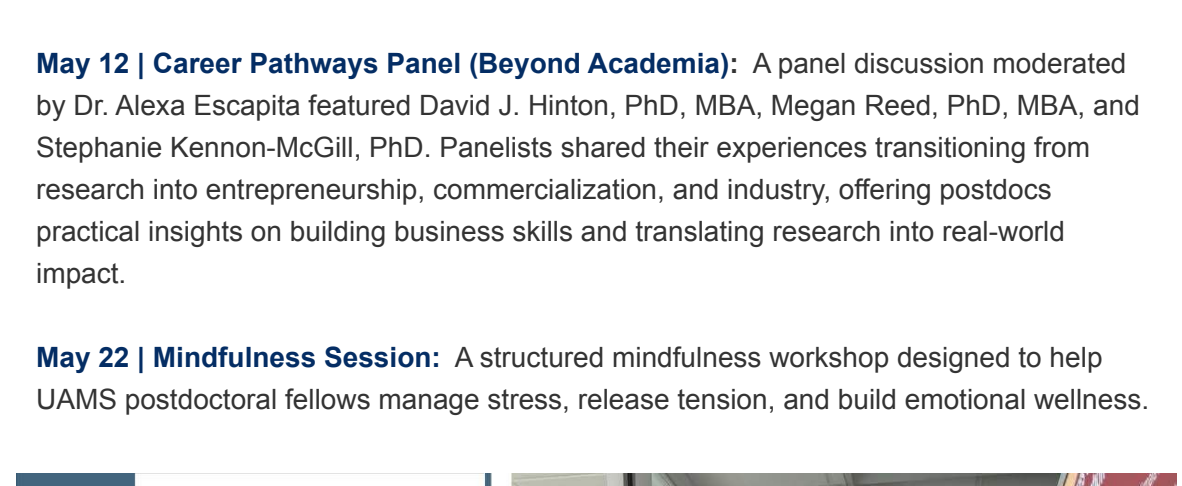 May 12 | Career Pathways Panel (Beyond Academia): A panel discussion moderated
by Dr. Alexa Escapita featured David J. Hinton, PhD, MBA, Megan Reed, PhD, MBA, and
Stephanie Kennon-McGill, PhD. Panelists shared their experiences transitioning from
research into entrepreneurship, commercialization, and industry, offering postdocs
practical insights on building business skills and translating research into real-world
impact.
May 22 | Mindfulness Session: A structured mindfulness workshop designed to help
UAMS postdoctoral fellows manage stress, release tension, and build emotional wellness.